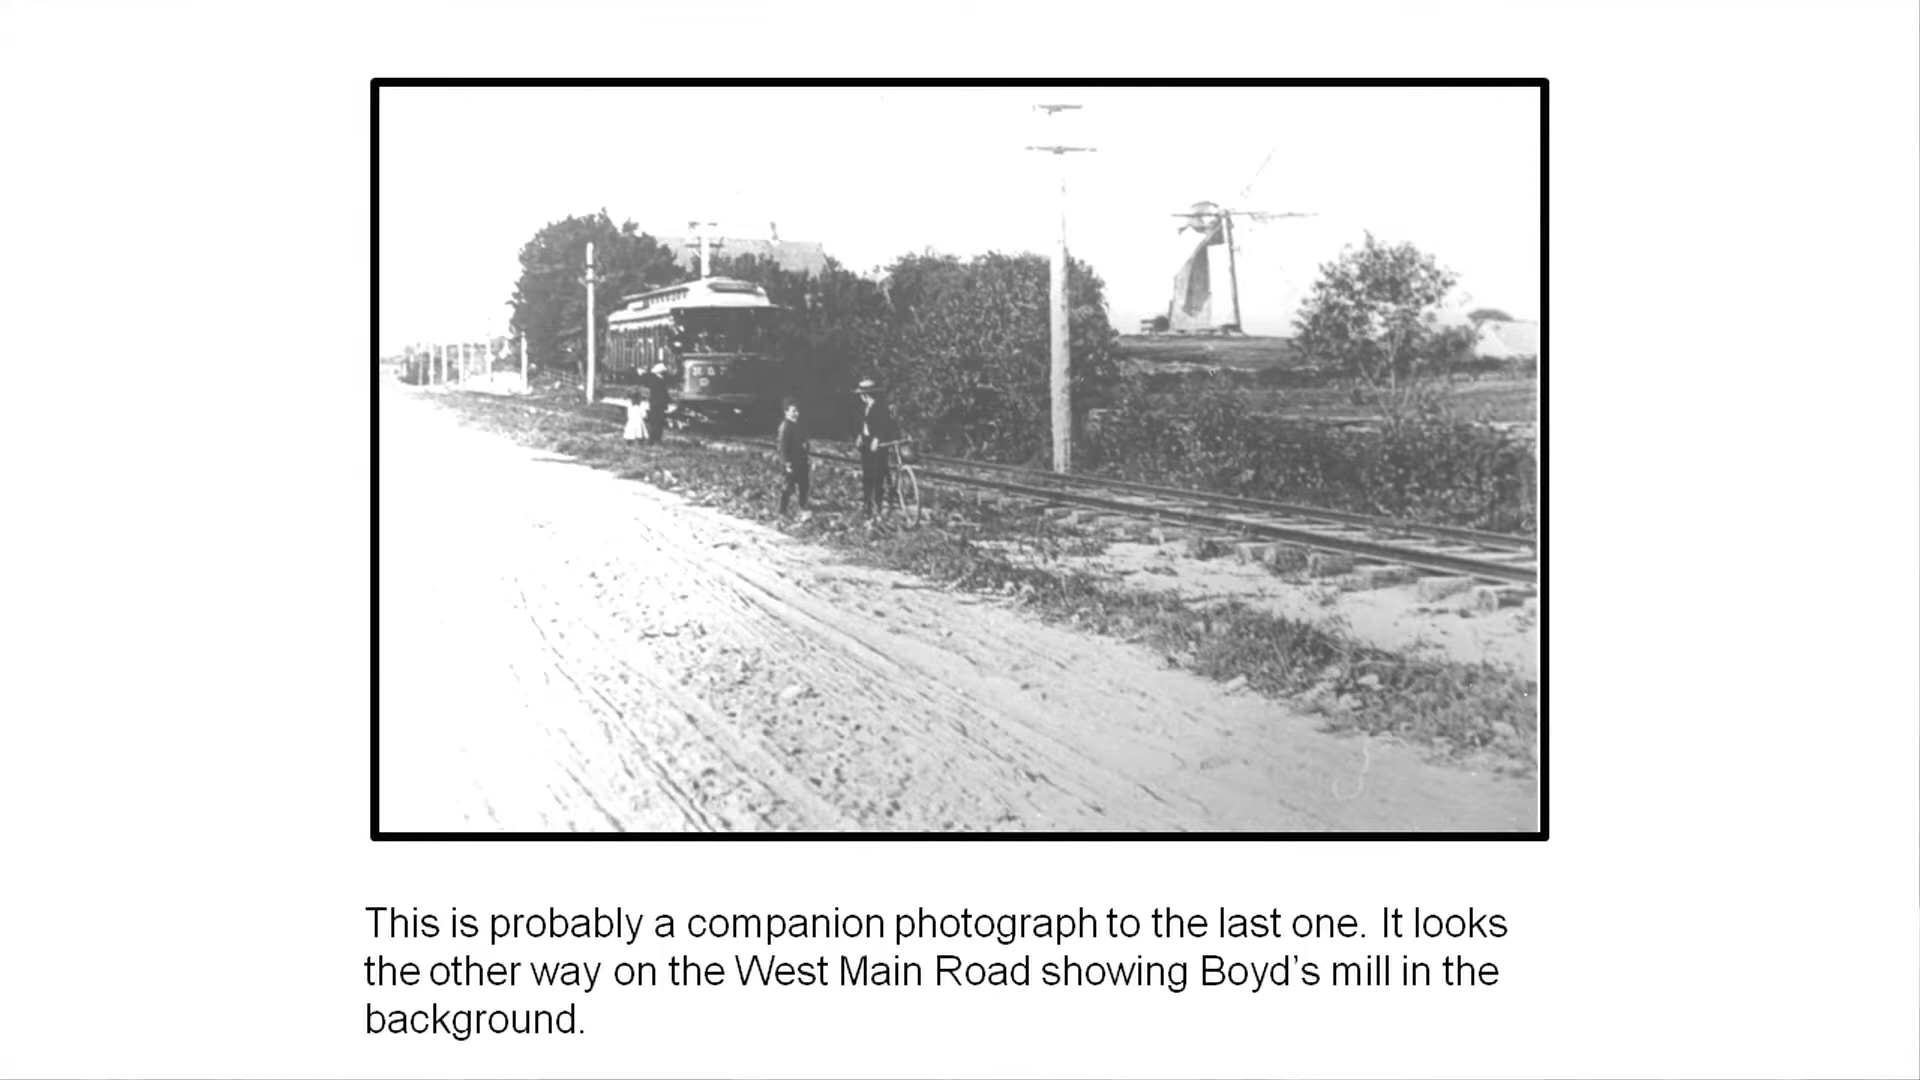 This is probably a companion photograph to the last one. It looks
the other way on the West Main Road showing Boyd's mill in the
background.